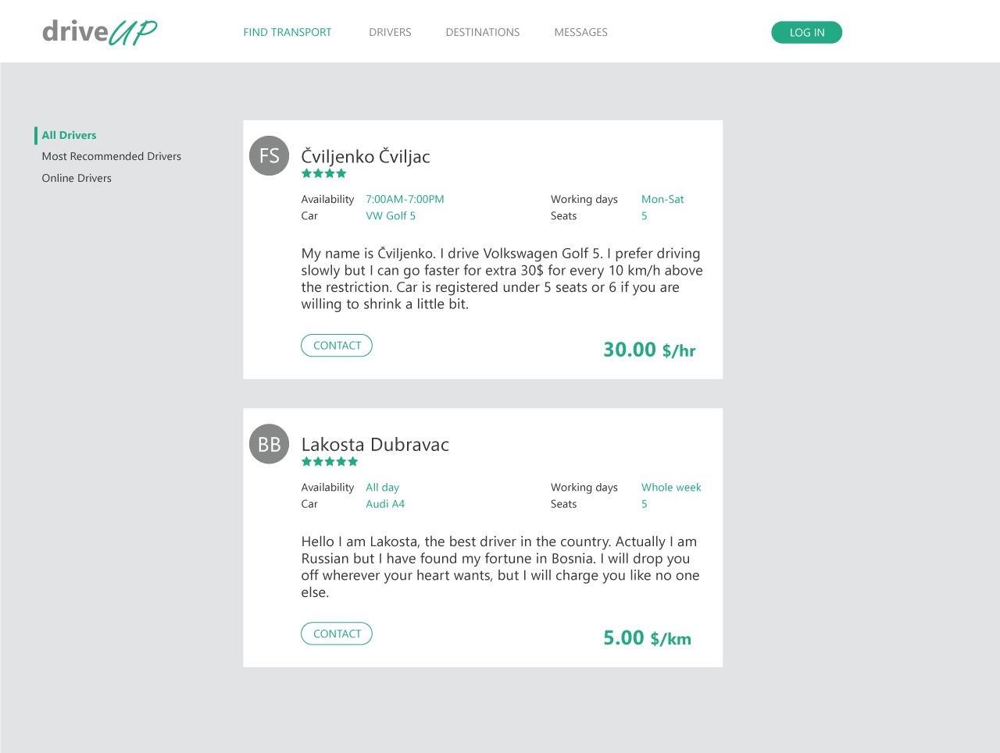 driveUP
FIND TRANSPORT
DRIVERS
DESTINATIONS
MESSAGES
LOG IN
All Drivers
Most Recommended Drivers
Online Drivers
FS
Čviljenko Čviljac
Availability 7:00AM-7:00PM
Working days Mon-Sat
Car VW Golf 5
Seats 5
My name is Čviljenko. I drive Volkswagen Golf 5. I prefer driving
slowly but I can go faster for extra 30$ for every 10 km/h above
the restriction. Car is registered under 5 seats or 6 if you are
willing to shrink a little bit.
CONTACT
30.00 $/hr
BB
Lakosta Dubravac
Availability All day
Working days Whole week
Car Audi A4
Seats 5
Hello I am Lakosta, the best driver in the country. Actually I am
Russian but I have found my fortune in Bosnia. I will drop you
off wherever your heart wants, but I will charge you like no one
else.
CONTACT
5.00 $/km